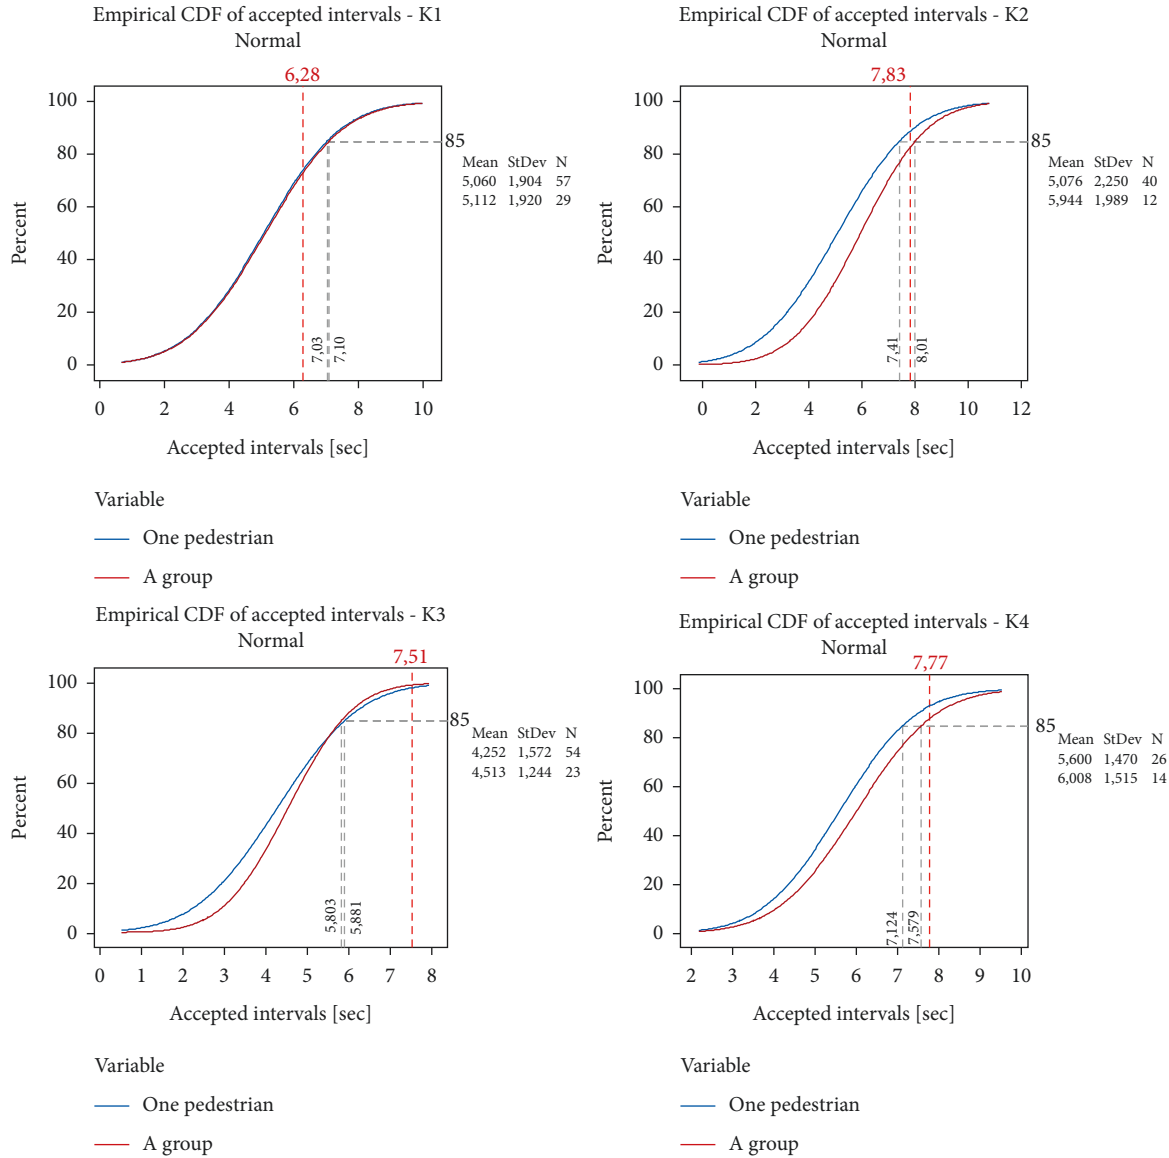 Empirical CDF of accepted intervals - K1
Normal
6,28
100
80
60
40
20
0
Percent
85
Mean StDev N
5,060 1,904 57
5,112 1,920 29
7,03
7,10
0 2 4 6 8 10
Accepted intervals [sec]
Variable
One pedestrian
A group
Empirical CDF of accepted intervals - K2
Normal
7,83
100
80
60
40
20
0
Percent
85
Mean StDev N
5,076 2,250 40
5,944 1,989 12
7,41
8,01
0 2 4 6 8 10 12
Accepted intervals [sec]
Variable
One pedestrian
A group
Empirical CDF of accepted intervals - K3
Normal
7,51
100
80
60
40
20
0
Percent
85
Mean StDev N
4,252 1,572 54
4,513 1,244 23
5,803
5,881
0 1 2 3 4 5 6 7 8
Accepted intervals [sec]
Variable
One pedestrian
A group
Empirical CDF of accepted intervals - K4
Normal
7,77
100
80
60
40
20
0
Percent
85
Mean StDev N
5,600 1,470 26
6,008 1,515 14
7,124
7,579
2 3 4 5 6 7 8 9 10
Accepted intervals [sec]
Variable
One pedestrian
A group